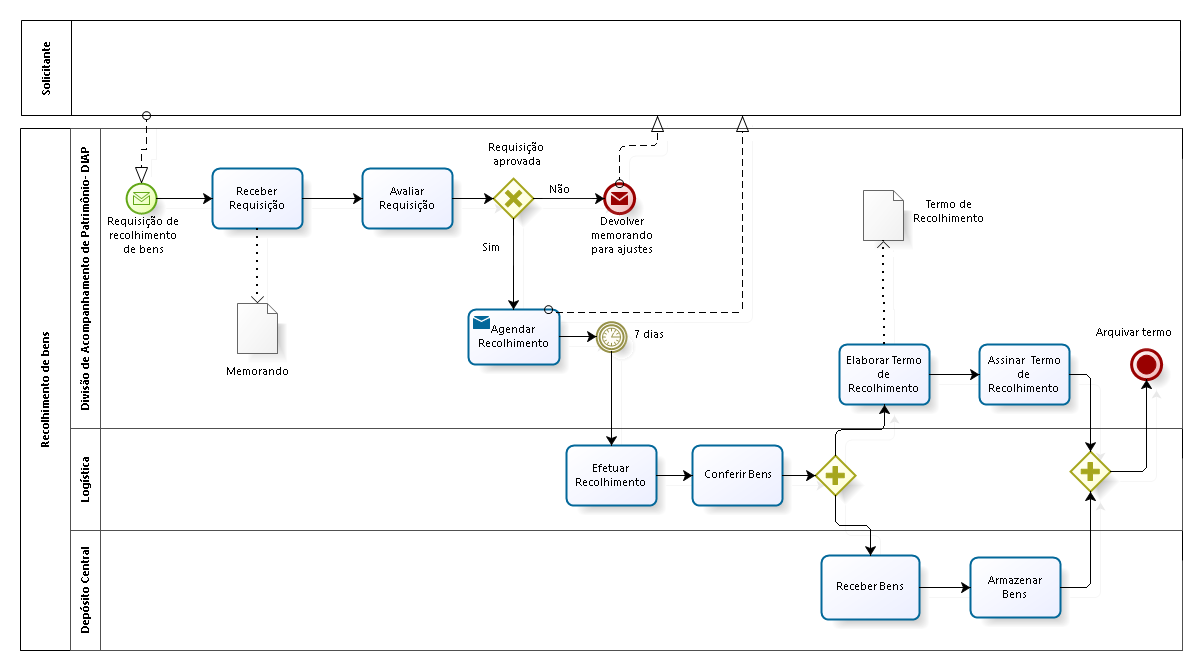 Solicitante
Recolhimento de bens
Divisão de Acompanhamento de Patrimônio- DIAP
Requisição de
recolhimento
de bens
Receber
Requisição
Memorando
Avaliar
Requisição
Requisição
aprovada
Não
Sim
Devolver
memorando
para ajustes
Agendar
Recolhimento
7 dias
Termo de
Recolhimento
Elaborar Termo
de
Recolhimento
Assinar Termo
de
Recolhimento
Arquivar termo
Logística
Efetuar
Recolhimento
Conferir Bens
Depósito Central
Receber Bens
Armazenar
Bens